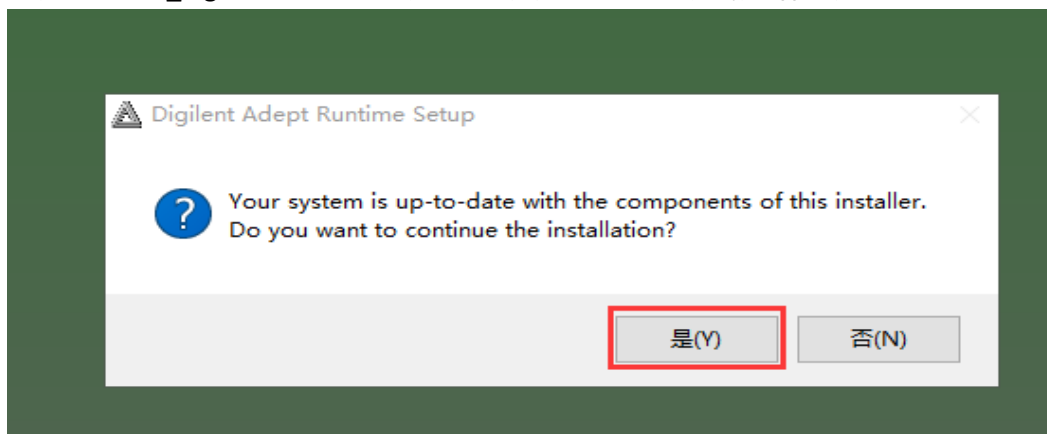 Digilent Adept Runtime Setup
Your system is up-to-date with the components of this installer.
Do you want to continue the installation?
是(Y)
否(N)